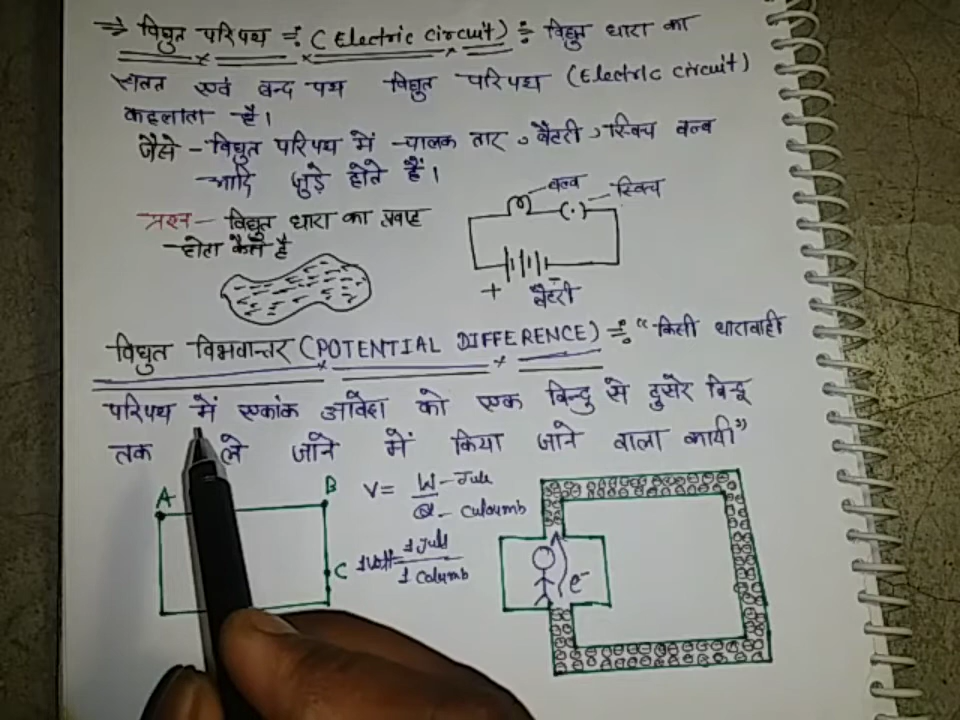 ⇒ विधुत परिपथ ÷ (Electric circuit) ÷ विधुत धारा का
सतत एवं बन्द पथ विधुत परिपथ (Electric circuit)
कहलाता है।
जैसे - विधुत परिपथ में चालक तार, बैटरी, स्विच बल्ब
आदि जुड़े होते हैं।
प्रश्न - विधुत धारा का प्रवाह
होता कैसे है
बल्ब स्विच
+ -
बैटरी
विधुत विभवान्तर (POTENTIAL DIFFERENCE) ÷ "किसी धारावाही
परिपथ में एकांक आवेश को एक बिन्दु से दुसरे बिन्दू
तक ले जाने में किया जाने वाला कार्य"
A B
C
V = W - Jule
Q - Culoumb
1 Volt = 1 Jule
1 Columb
e-